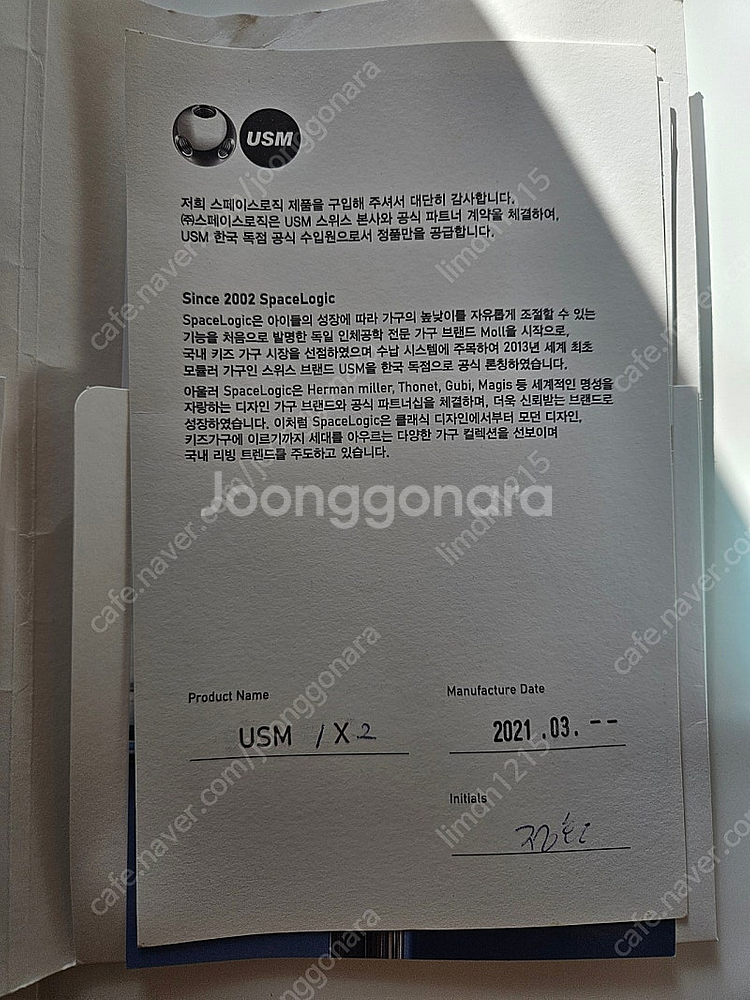 USM
저희 스페이스로직 제품을 구입해 주셔서 대단히 감사합니다.
㈜스페이스로직은 USM 스위스 본사와 공식 파트너 계약을 체결하여,
USM 한국 독점 공식 수입원으로서 정품만을 공급합니다.
Since 2002 SpaceLogic
SpaceLogic은 아이들의 성장에 따라 가구의 높낮이를 자유롭게 조절할 수 있는
기능을 처음으로 발명한 독일 인체공학 전문 가구 브랜드 Moll을 시작으로,
국내 키즈 가구 시장을 선점하였으며 수납 시스템에 주목하여 2013년 세계 최초
모듈러 가구인 스위스 브랜드 USM을 한국 독점으로 공식 론칭하였습니다.
아울러 SpaceLogic은 Herman miller, Thonet, Gubi, Magis 등 세계적인 명성을
자랑하는 디자인 가구 브랜드와 공식 파트너십을 체결하며, 더욱 신뢰받는 브랜드로
성장하였습니다. 이처럼 SpaceLogic은 클래식 디자인에서부터 모던 디자인,
키즈가구에 이르기까지 세대를 아우르는 다양한 가구 컬렉션을 선보이며
국내 리빙 트렌드를 주도하고 있습니다.
Joonggonara
cafe.naver.com/joonggonara
limdh1215
Product Name
Manufacture Date
USM / X 2
2021 .03. --
Initials